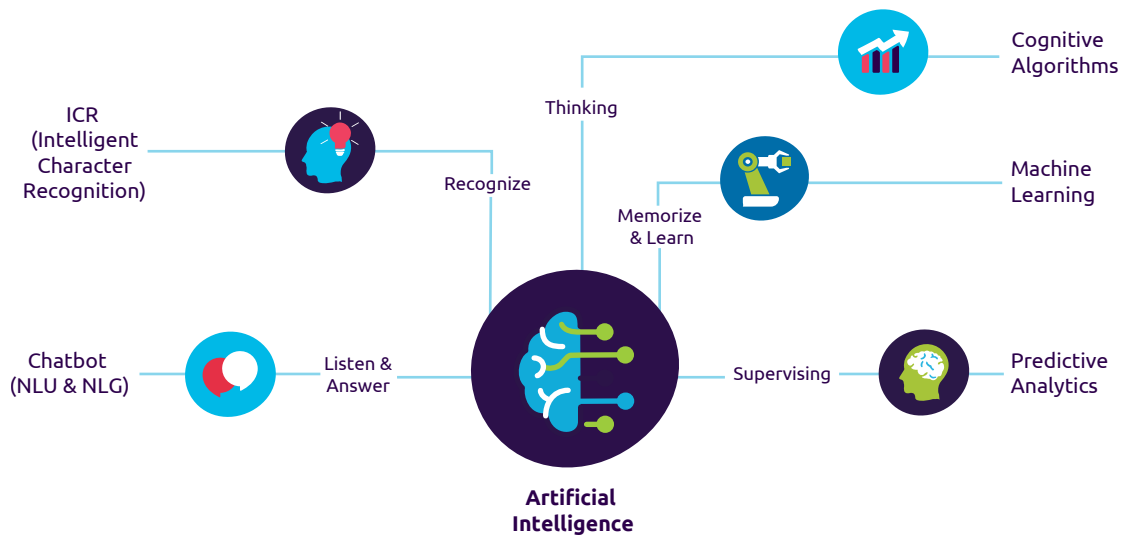 Cognitive
Algorithms
Thinking
ICR
(Intelligent
Character
Recognition)
Recognize
Machine
Learning
Memorize
& Learn
Chatbot
(NLU & NLG)
Listen &
Answer
Supervising
Predictive
Analytics
Artificial
Intelligence